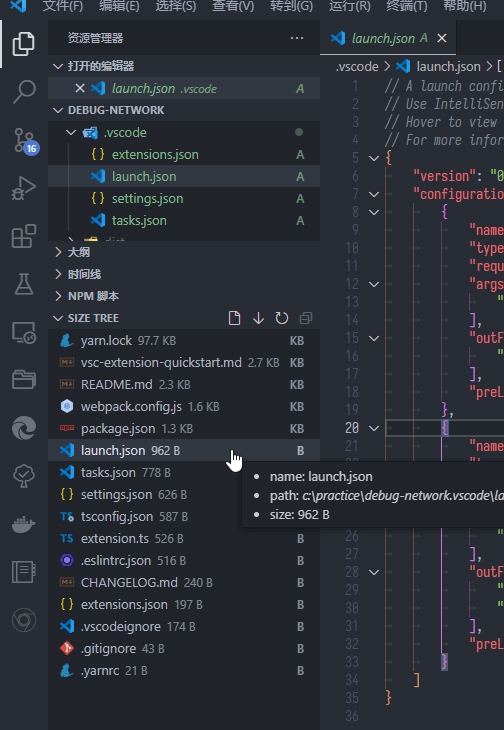 文件(F) 编辑(E) 选择(S) 查看(V) 转到(G) 运行(R) 终端(T) 帮助(H)
资源管理器
打开的编辑器
launch.json .vscode A
DEBUG-NETWORK
.vscode
extensions.json A
launch.json A
settings.json A
tasks.json A
dist
大纲
时间线
NPM 脚本
SIZE TREE
yarn.lock 97.7 KB KB
vsc-extension-quickstart.md 2.7 KB KB
README.md 2.3 KB KB
webpack.config.js 1.6 KB KB
package.json 1.3 KB KB
launch.json 962 B B
tasks.json 778 B
settings.json 626 B
tsconfig.json 587 B
extension.ts 526 B B
.eslintrc.json 516 B B
CHANGELOG.md 240 B B
extensions.json 197 B B
.vscodeignore 174 B B
.gitignore 43 B B
.yarnrc 21 B B
16
name: launch.json
path: c:\practice\debug-network.vscode\la
size: 962 B
launch.json A
.vscode > launch.json > [
1 // A launch confi
2 // Use IntelliSen
3 // Hover to view
4 // For more infor
5 {
6 "version": "0
7 "configuratio
8 {
9 "name
10 "type
11 "requ
12 "args
13 "
14 ],
15 "outF
16 "
17 ],
18 "preL
19 },
20 {
21 "name
26 "
27 ],
28 "outF
29 "
30 "
31 ],
32 "preL
33 }
34 ]
35 }
36